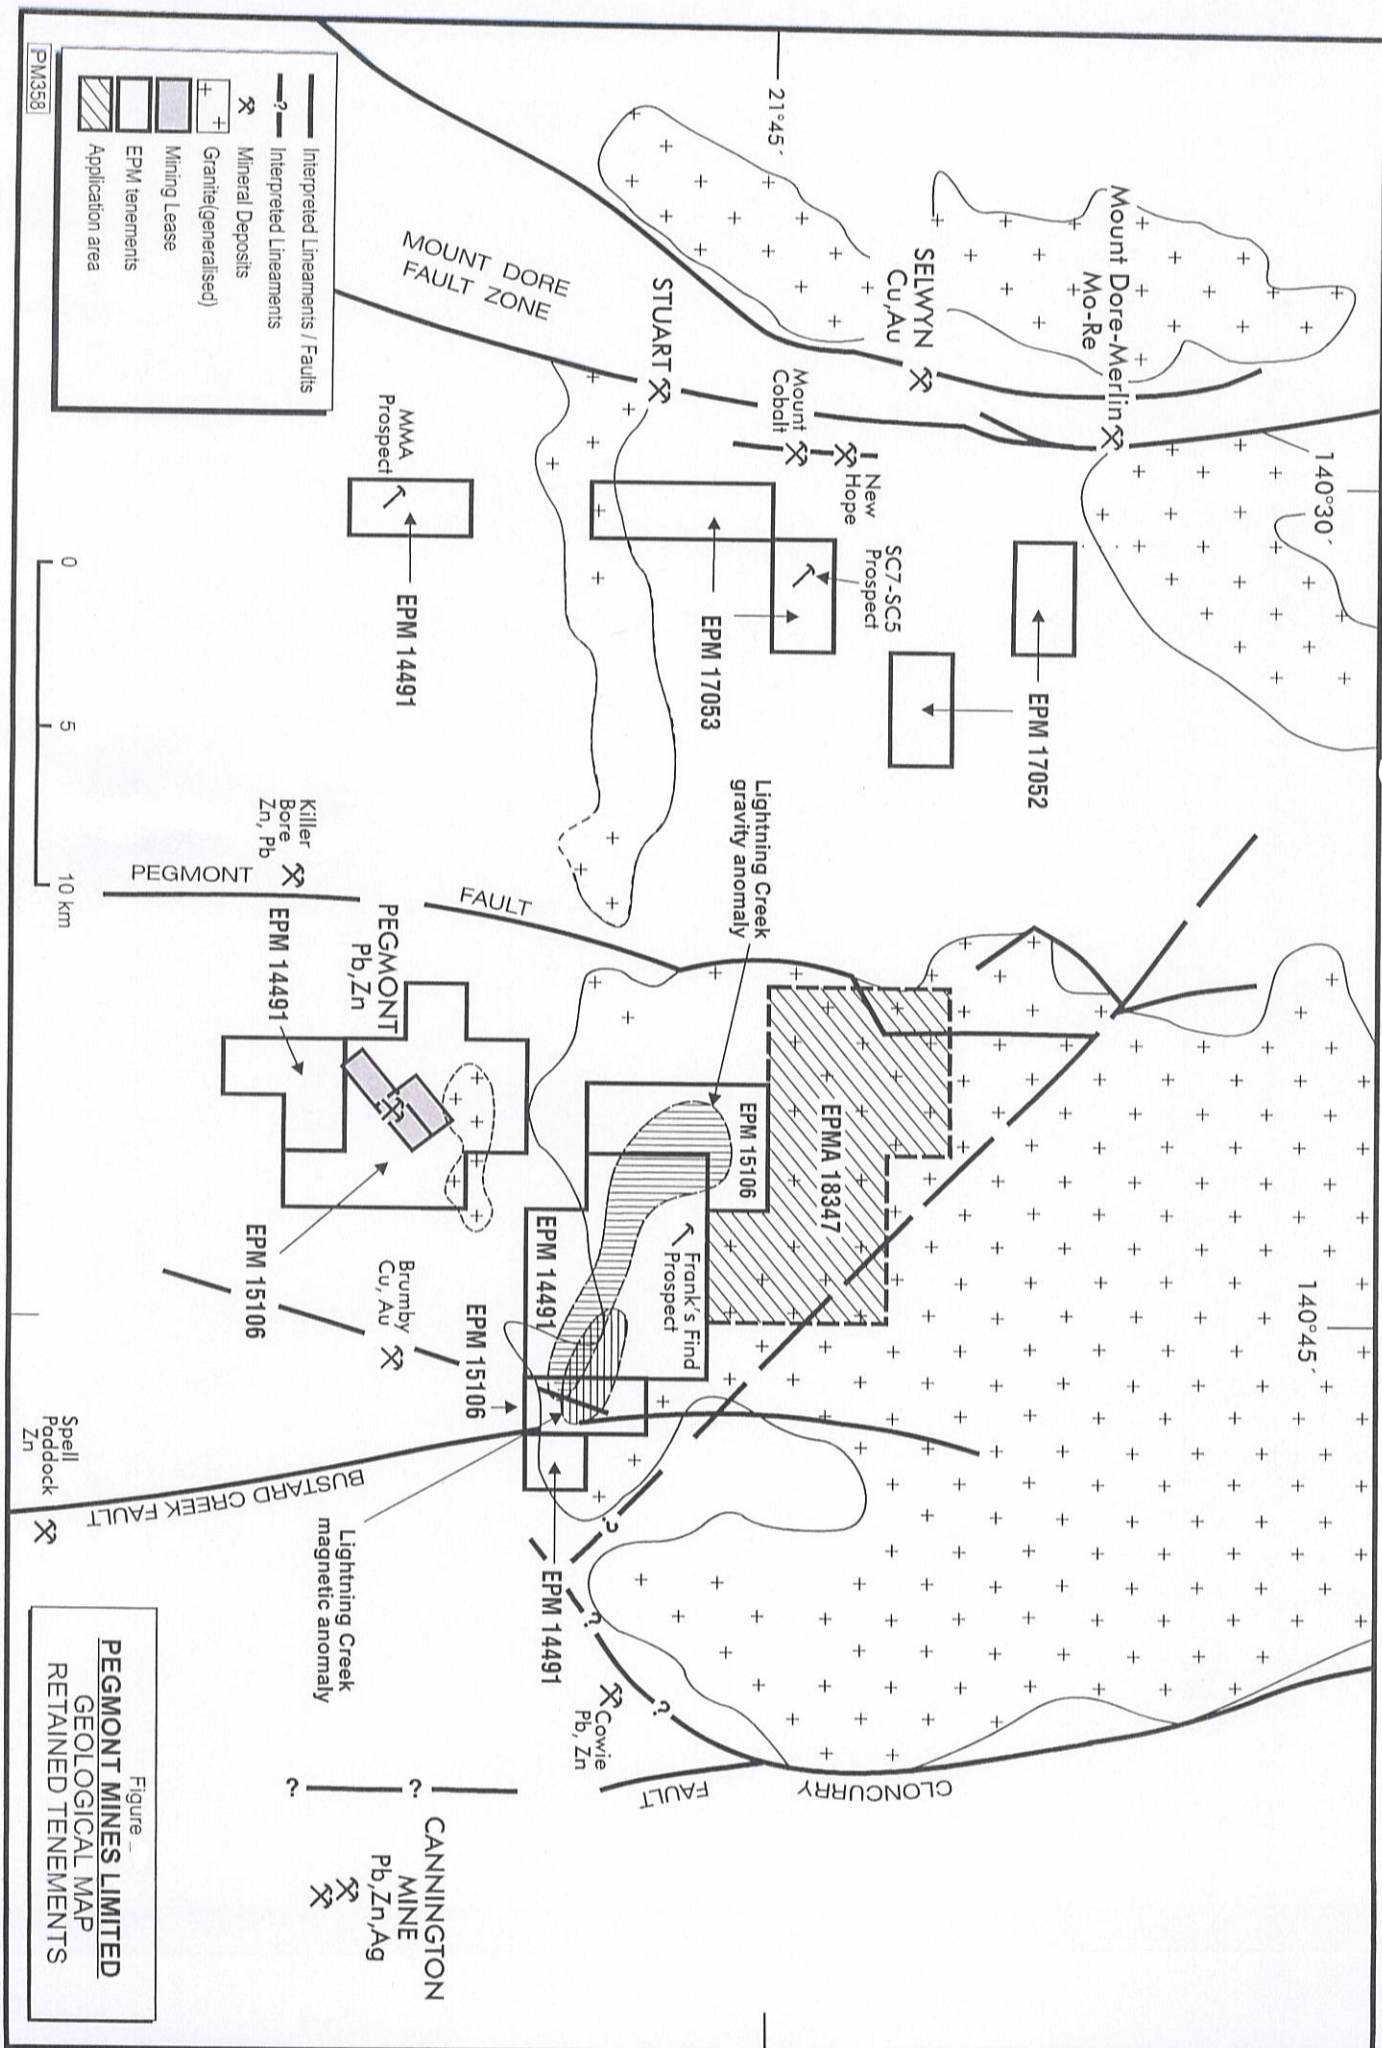 140°30´
140°45´
21°45´
Mount Dore-Merlin
Mo-Re
SELWYN
Cu,Au
New
Hope
Mount
Cobalt
STUART
MOUNT DORE
FAULT ZONE
SC7-SC5
Prospect
EPM 17052
EPM 17053
MMA
Prospect
EPM 14491
Lightning Creek
gravity anomaly
Killer
Bore
Zn, Pb
PEGMONT
FAULT
PEGMONT
Pb,Zn
EPM 14491
EPM 15106
EPMA 18347
EPM 15106
Frank's Find
Prospect
EPM 14491
EPM 15106
Brumby
Cu, Au
EPM 14491
Lightning Creek
magnetic anomaly
BUSTARD CREEK FAULT
Spell
Paddock
Zn
?
?
?
Cowie
Pb, Zn
CLONCURRY
FAULT
?
?
CANNINGTON
MINE
Pb,Zn,Ag
Interpreted Lineaments / Faults
? Interpreted Lineaments
Mineral Deposits
Granite(generalised)
Mining Lease
EPM tenements
Application area
PM358
0 5 10 km
Figure _
PEGMONT MINES LIMITED
GEOLOGICAL MAP
RETAINED TENEMENTS